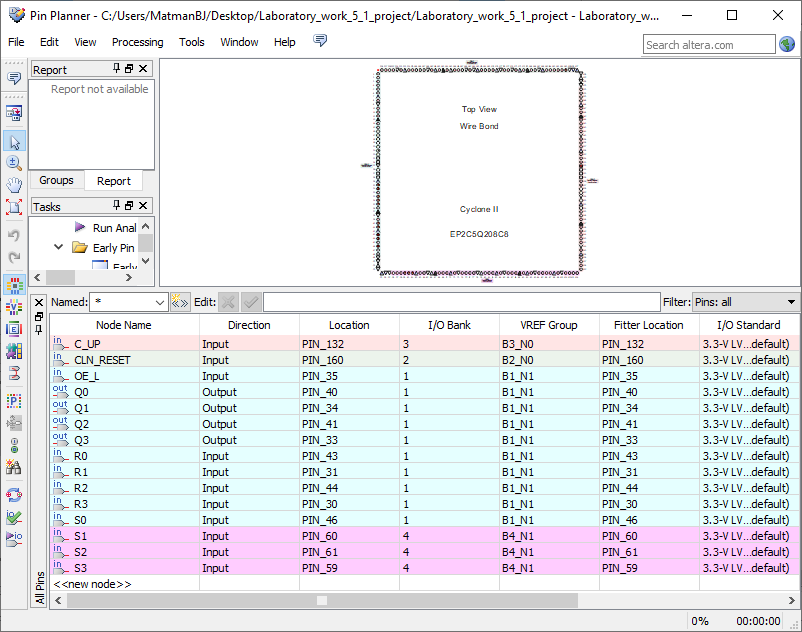 Pin Planner - C:/Users/MatmanBJ/Desktop/Laboratory_work_5_1_project/Laboratory_work_5_1_project - Laboratory_w...
File Edit View Processing Tools Window Help Search altera.com
Report
Report not available
Groups Report
Tasks
Run Anal
Early Pin
Early
Top View
Wire Bond
Cyclone II
EP2C5Q208C8
Named: * <<>> Edit: Filter: Pins: all
Node Name Direction Location I/O Bank VREF Group Fitter Location I/O Standard
in C_UP Input PIN_132 3 B3_N0 PIN_132 3.3-V LV...default)
in CLN_RESET Input PIN_160 2 B2_N0 PIN_160 3.3-V LV...default)
in OE_L Input PIN_35 1 B1_N1 PIN_35 3.3-V LV...default)
out Q0 Output PIN_40 1 B1_N1 PIN_40 3.3-V LV...default)
out Q1 Output PIN_34 1 B1_N1 PIN_34 3.3-V LV...default)
out Q2 Output PIN_41 1 B1_N1 PIN_41 3.3-V LV...default)
out Q3 Output PIN_33 1 B1_N1 PIN_33 3.3-V LV...default)
in R0 Input PIN_43 1 B1_N1 PIN_43 3.3-V LV...default)
in R1 Input PIN_31 1 B1_N1 PIN_31 3.3-V LV...default)
in R2 Input PIN_44 1 B1_N1 PIN_44 3.3-V LV...default)
in R3 Input PIN_30 1 B1_N1 PIN_30 3.3-V LV...default)
in S0 Input PIN_46 1 B1_N1 PIN_46 3.3-V LV...default)
in S1 Input PIN_60 4 B4_N1 PIN_60 3.3-V LV...default)
in S2 Input PIN_61 4 B4_N1 PIN_61 3.3-V LV...default)
in S3 Input PIN_59 4 B4_N1 PIN_59 3.3-V LV...default)
<<new node>>
All Pins
0% 00:00:00